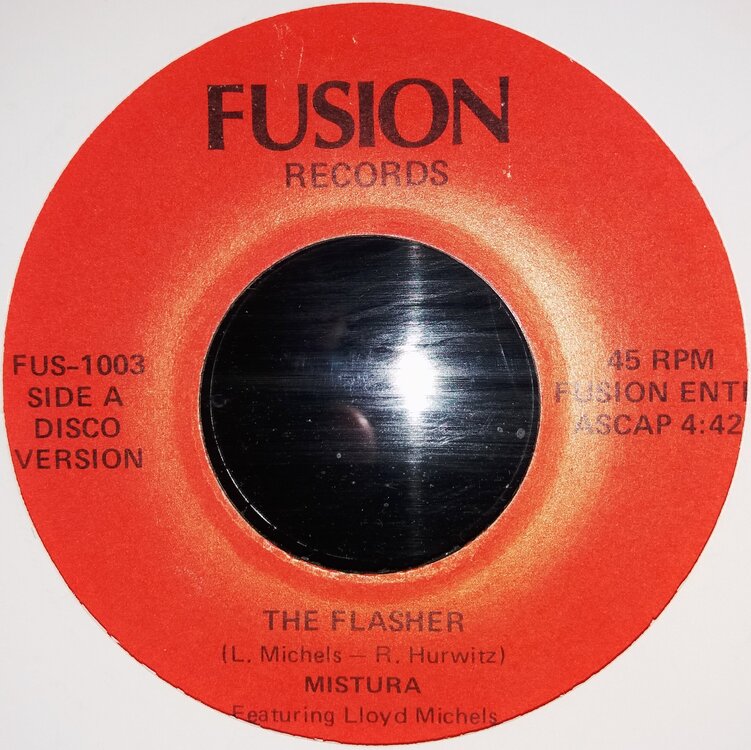 FUSION
RECORDS
FUS-1003
SIDE A
DISCO
VERSION
45 RPM
FUSION ENT
ASCAP 4:42
THE FLASHER
(L. Michels — R. Hurwitz)
MISTURA
Featuring Lloyd Michels